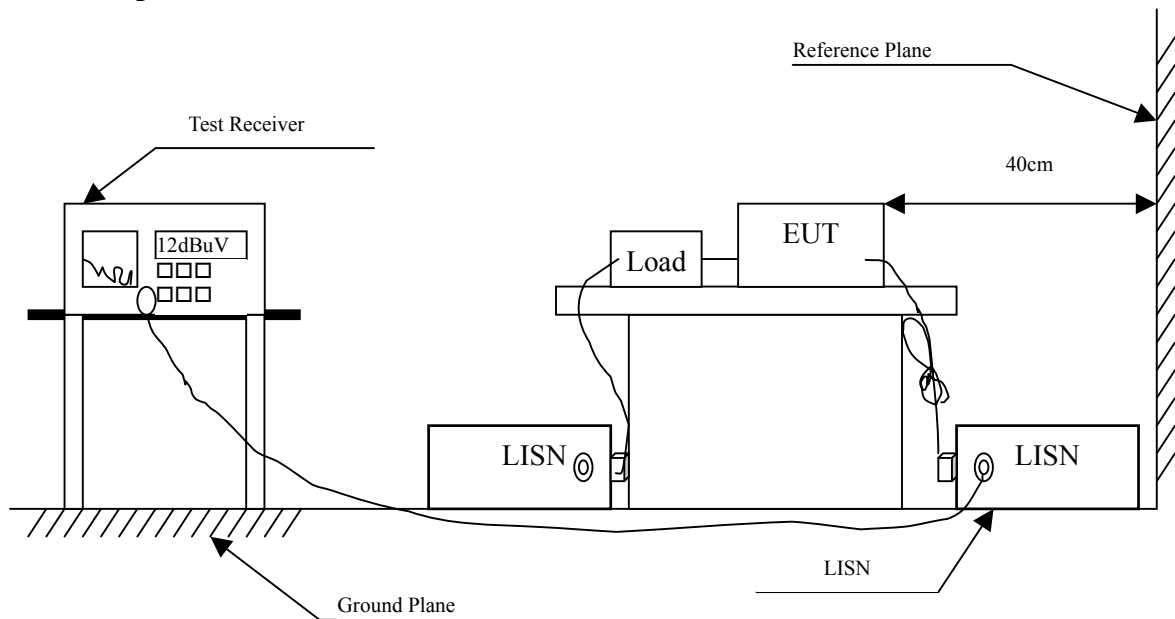 Reference Plane
Test Receiver
40cm
12dBuV
EUT
Load
LISN
LISN
LISN
Ground Plane